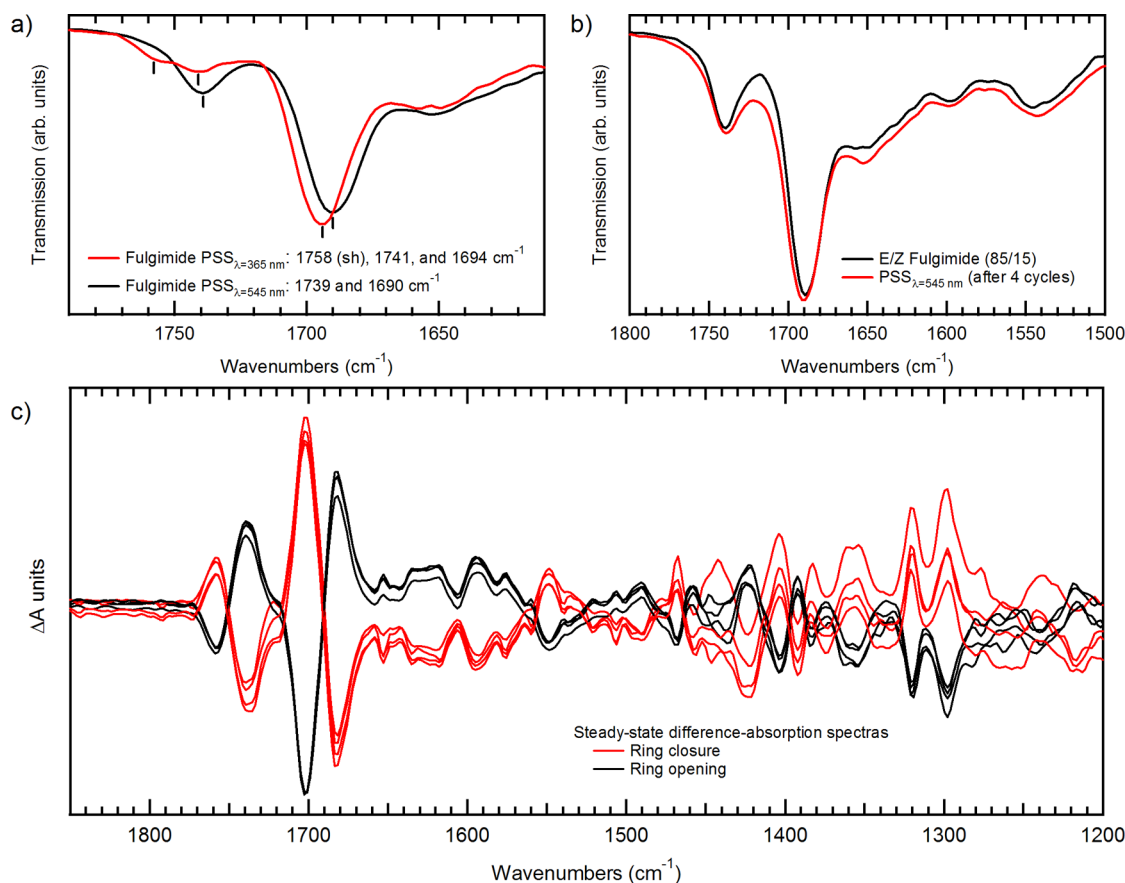 a)
Transmission (arb. units)
Fulgimide PSSλ=365 nm: 1758 (sh), 1741, and 1694 cm-1
Fulgimide PSSλ=545 nm: 1739 and 1690 cm-1
1750
1700
1650
Wavenumbers (cm-1)
b)
Transmission (arb. units)
E/Z Fulgimide (85/15)
PSSλ=545 nm (after 4 cycles)
1800
1750
1700
1650
1600
1550
1500
Wavenumbers (cm-1)
c)
ΔA units
Steady-state difference-absorption spectras
Ring closure
Ring opening
1800
1700
1600
1500
1400
1300
1200
Wavenumbers (cm-1)